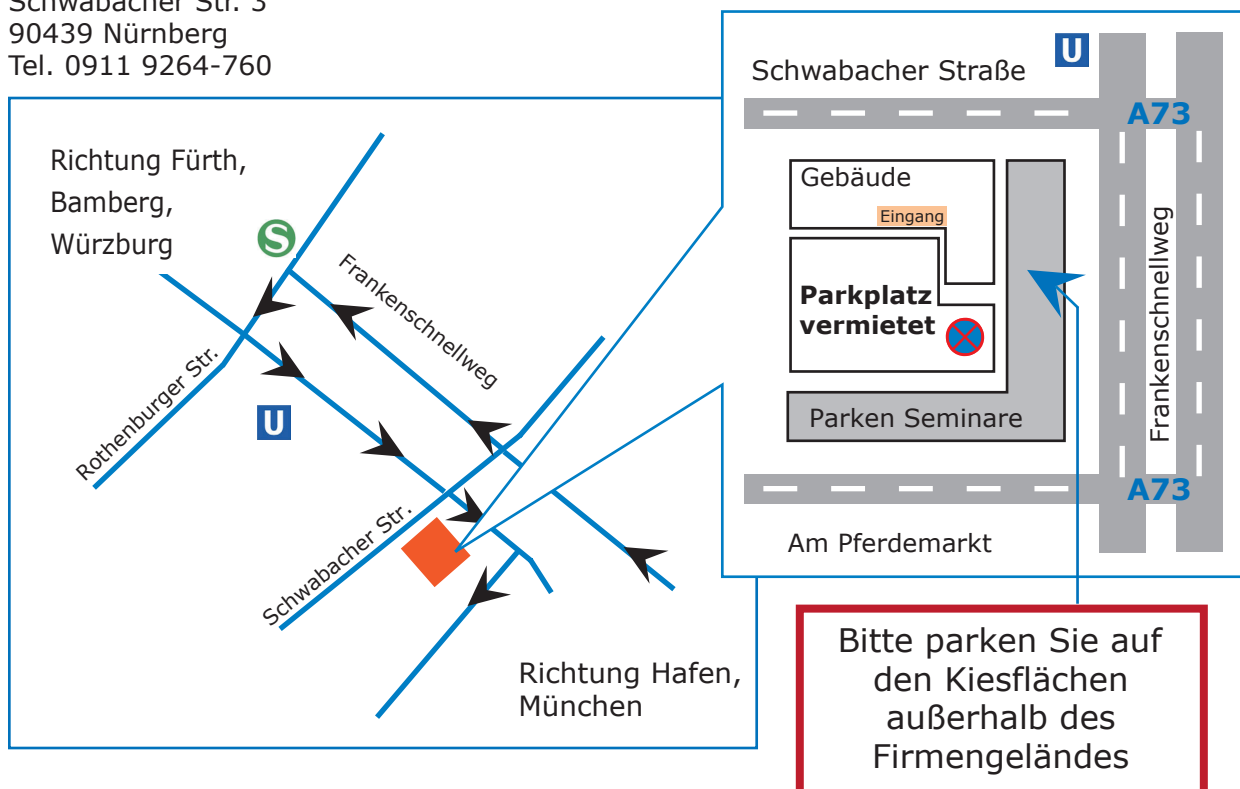 Schwabacher Str. 3
90439 Nürnberg
Tel. 0911 9264-760
Richtung Fürth,
Bamberg,
Würzburg
S
Frankenschnellweg
Rothenburger Str.
U
Schwabacher Str.
Richtung Hafen,
München
U
Schwabacher Straße
A73
Gebäude
Eingang
Parkplatz
vermietet
Frankenschnellweg
Parken Seminare
A73
Am Pferdemarkt
Bitte parken Sie auf
den Kiesflächen
außerhalb des
Firmengeländes